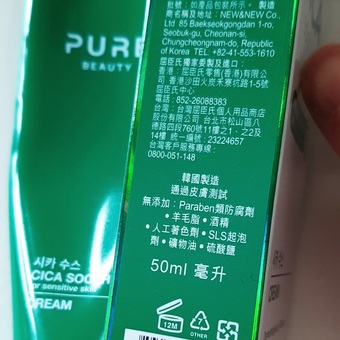 PURE
BEAUTY
시카 수스
CICA SOOTH
for sensitive skin
CREAM
批號：如產品包裝所示。 製造
商名稱及地址：NEW&NEW Co.,
Ltd 85 Baekseokgongdan 1-ro,
Seobuk-gu, Cheonan-si,
Chungcheongnam-do, Republic
of Korea TEL: +82-41-553-1610
屈臣氏獨家委製及進口：
香港：屈臣氏零售(香港)有限公
司 香港沙田火炭禾寮坑路1-5號
屈臣氏中心
電話：852-26088383
台灣：台灣屈臣氏個人用品商店
股份有限公司 台北市松山區八
德路四段760號11樓之1、之2及
14樓 統一編號：23224657
台灣客戶服務專線：
0800-051-148
韓國製造
通過皮膚測試
無添加：Paraben類防腐劑
• 羊毛脂 • 酒精
• 人工著色劑 • SLS起泡
劑 • 礦物油 • 硫酸鹽
50ml 毫升
12M
7
OTHER
CREAM